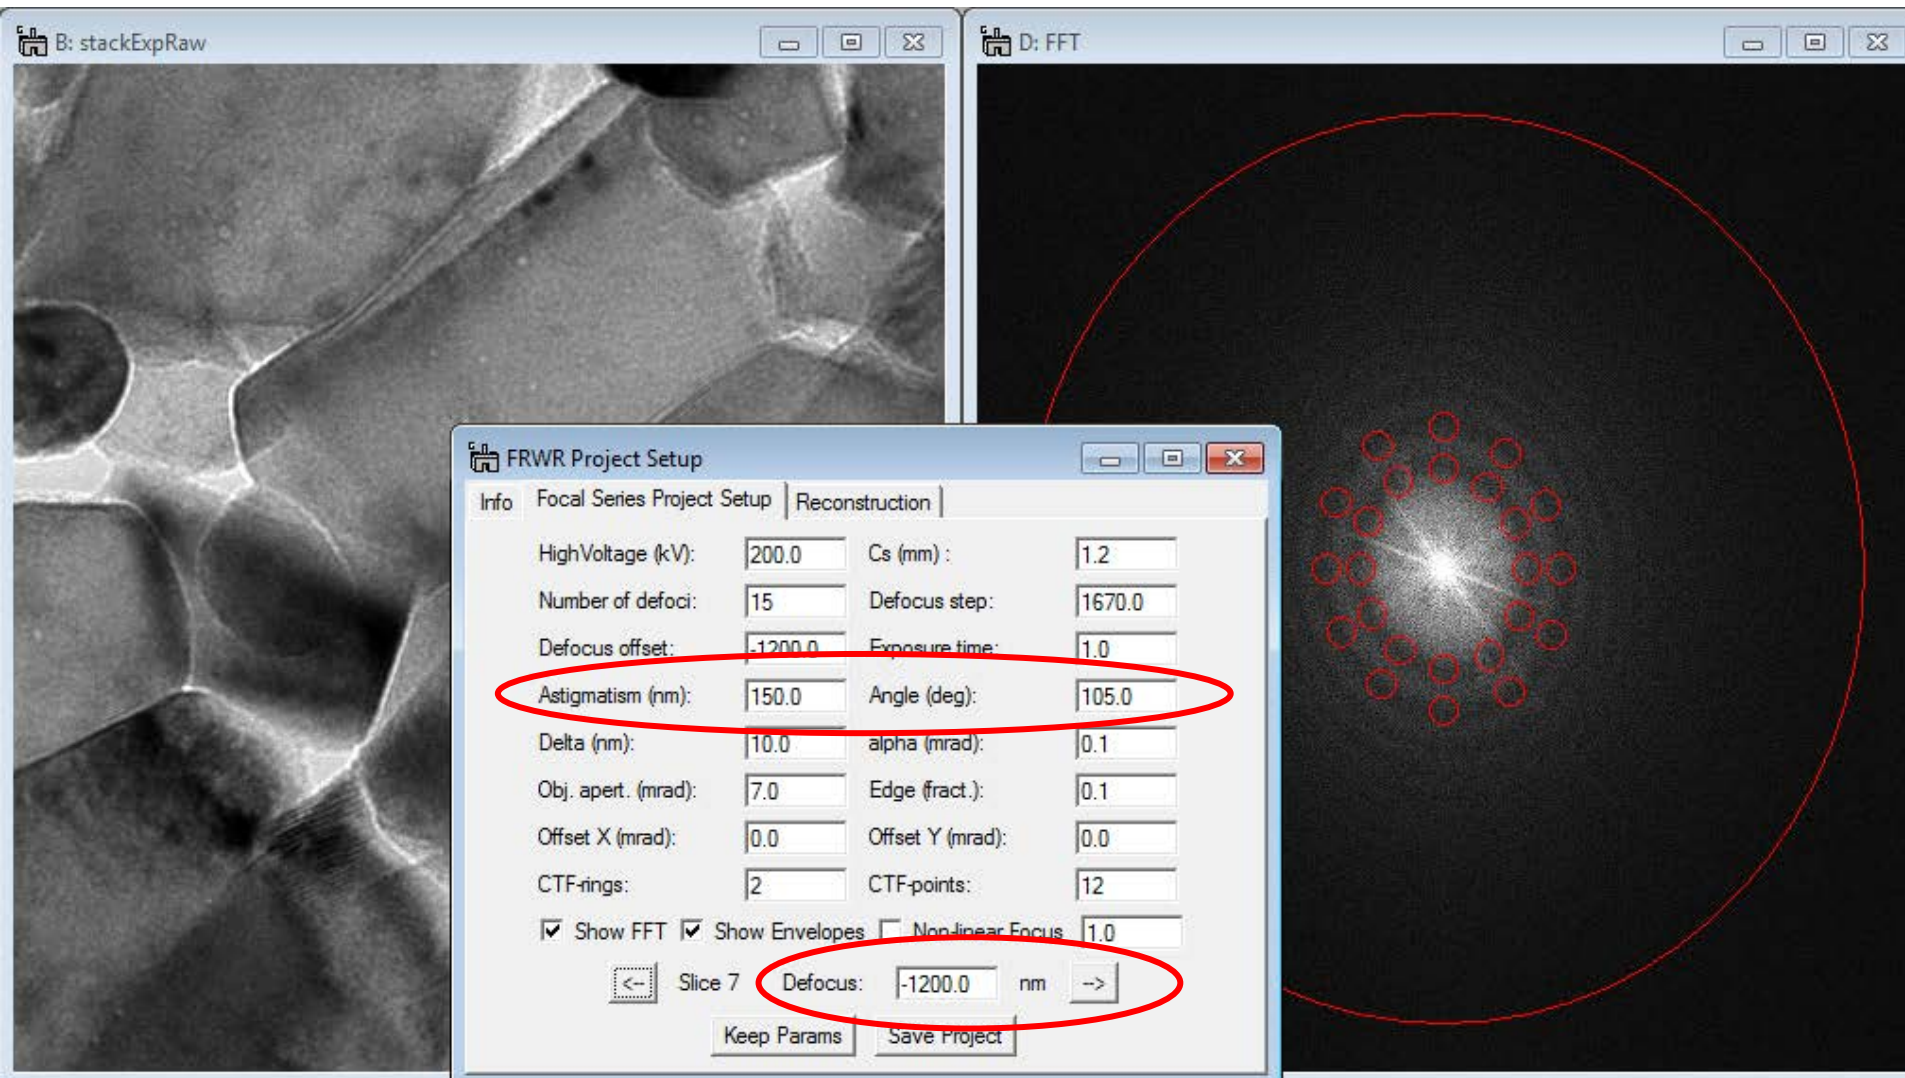 B: stackExpRaw
D: FFT
FRWR Project Setup
Info Focal Series Project Setup Reconstruction
HighVoltage (kV): 200.0 Cs (mm) : 1.2
Number of defoci: 15 Defocus step: 1670.0
Defocus offset: -1200.0 Exposure time: 1.0
Astigmatism (nm): 150.0 Angle (deg): 105.0
Delta (nm): 10.0 alpha (mrad): 0.1
Obj. apert. (mrad): 7.0 Edge (fract.): 0.1
Offset X (mrad): 0.0 Offset Y (mrad): 0.0
CTF-rings: 2 CTF-points: 12
Show FFT Show Envelopes Non-linear Focus 1.0
<-- Slice 7 Defocus: -1200.0 nm -->
Keep Params Save Project